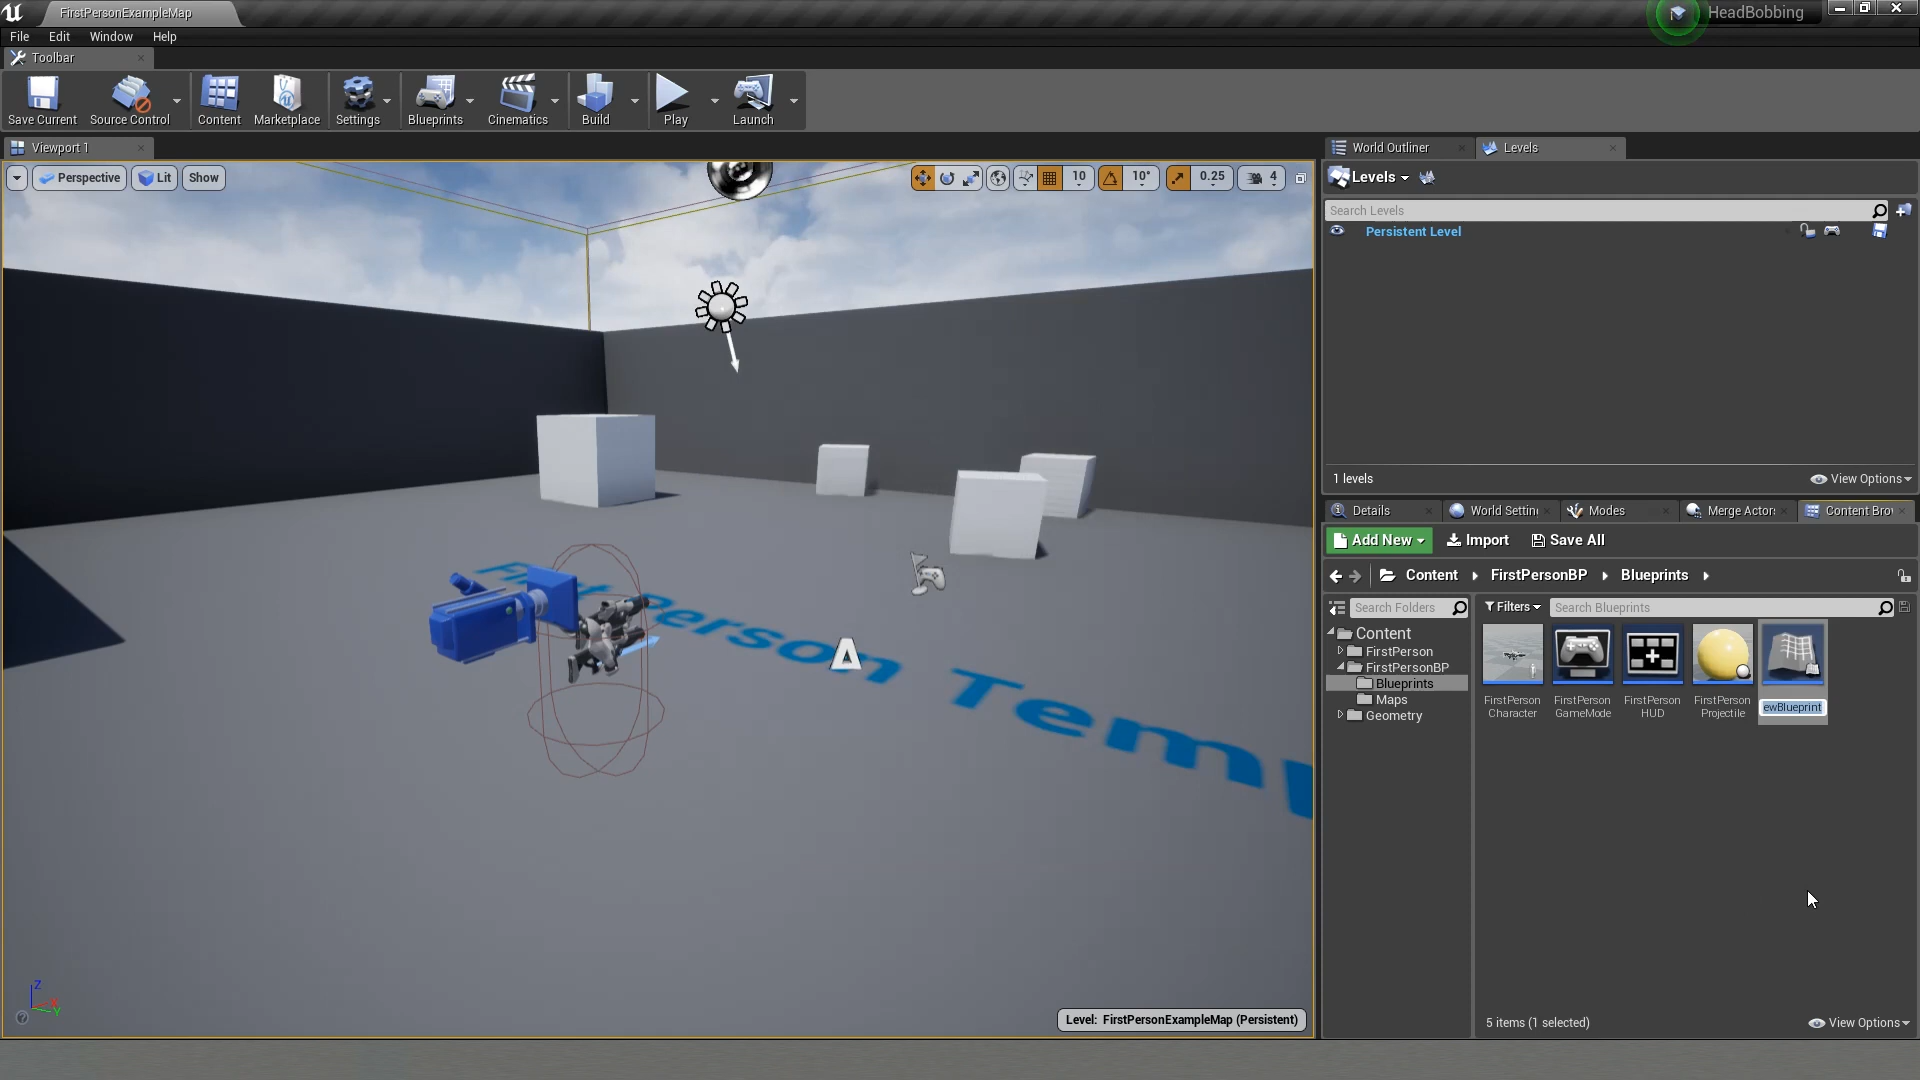 FirstPersonExampleMap
HeadBobbing
File Edit Window Help
Toolbar
Save Current Source Control Content Marketplace Settings Blueprints Cinematics Build Play Launch
Viewport 1
Perspective Lit Show
10 10° 0.25 4
First Person Temp
A
Z X Y
Level: FirstPersonExampleMap (Persistent)
World Outliner Levels
Levels
Search Levels
Persistent Level
1 levels View Options
Details World Settin Modes Merge Actor Content Bro
Add New Import Save All
Content FirstPersonBP Blueprints
Search Folders
Filters Search Blueprints
Content
FirstPerson
FirstPersonBP
Blueprints
Maps
Geometry
FirstPerson
Character
FirstPerson
GameMode
FirstPerson
HUD
FirstPerson
Projectile
ewBlueprint
5 items (1 selected) View Options